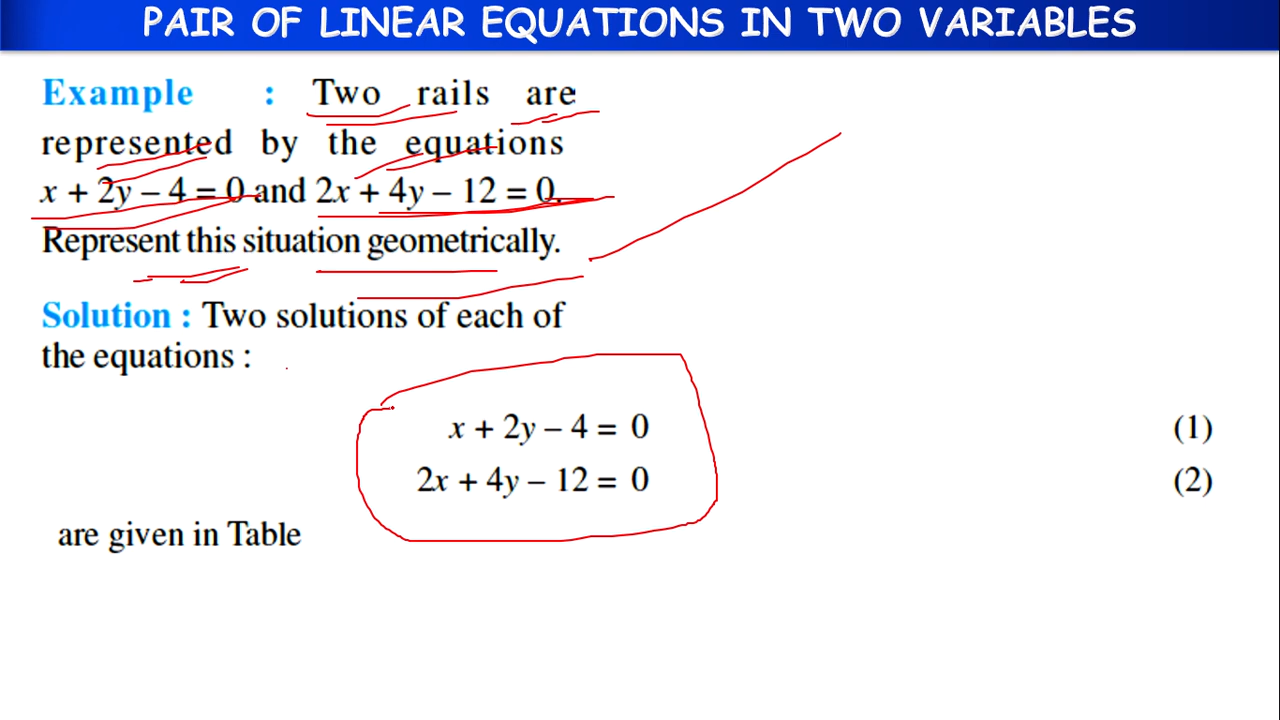 PAIR OF LINEAR EQUATIONS IN TWO VARIABLES
Example : Two rails are
represented by the equations
x + 2y – 4 = 0 and 2x + 4y – 12 = 0.
Represent this situation geometrically.
Solution : Two solutions of each of
the equations :
x + 2y – 4 = 0 (1)
2x + 4y – 12 = 0 (2)
are given in Table